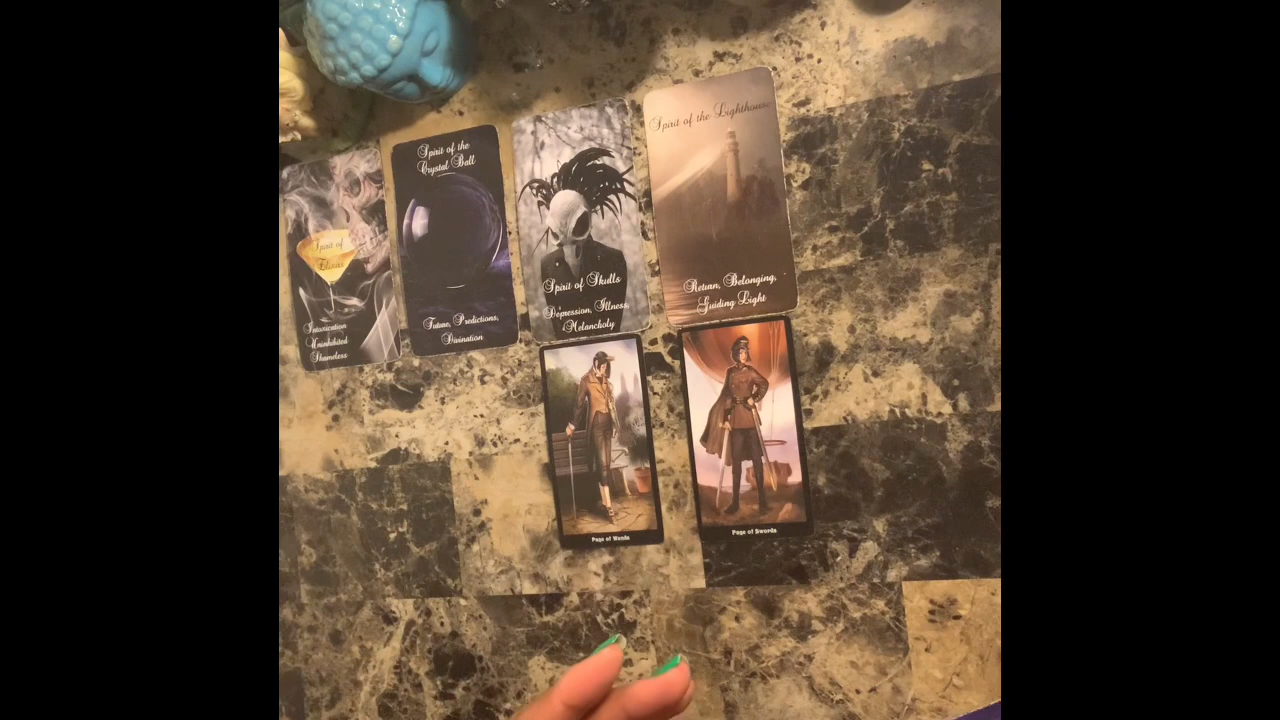 Spirit of
Elixirs
Intoxication
Uninhibited
Shameless
Spirit of the
Crystal Ball
Future, Predictions,
Divination
Spirit of Skulls
Depression, Illness,
Melancholy
Spirit of the Lighthouse
Return, Belonging,
Guiding Light
Page of Wands
Page of Swords